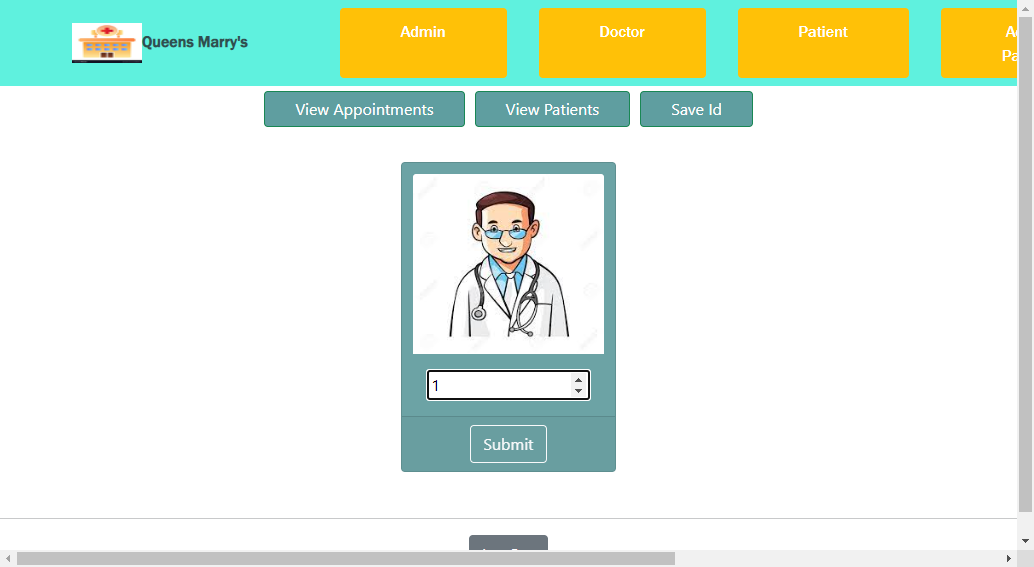 Queens Marry's
Admin
Doctor
Patient
View Appointments
View Patients
Save Id
1
Submit